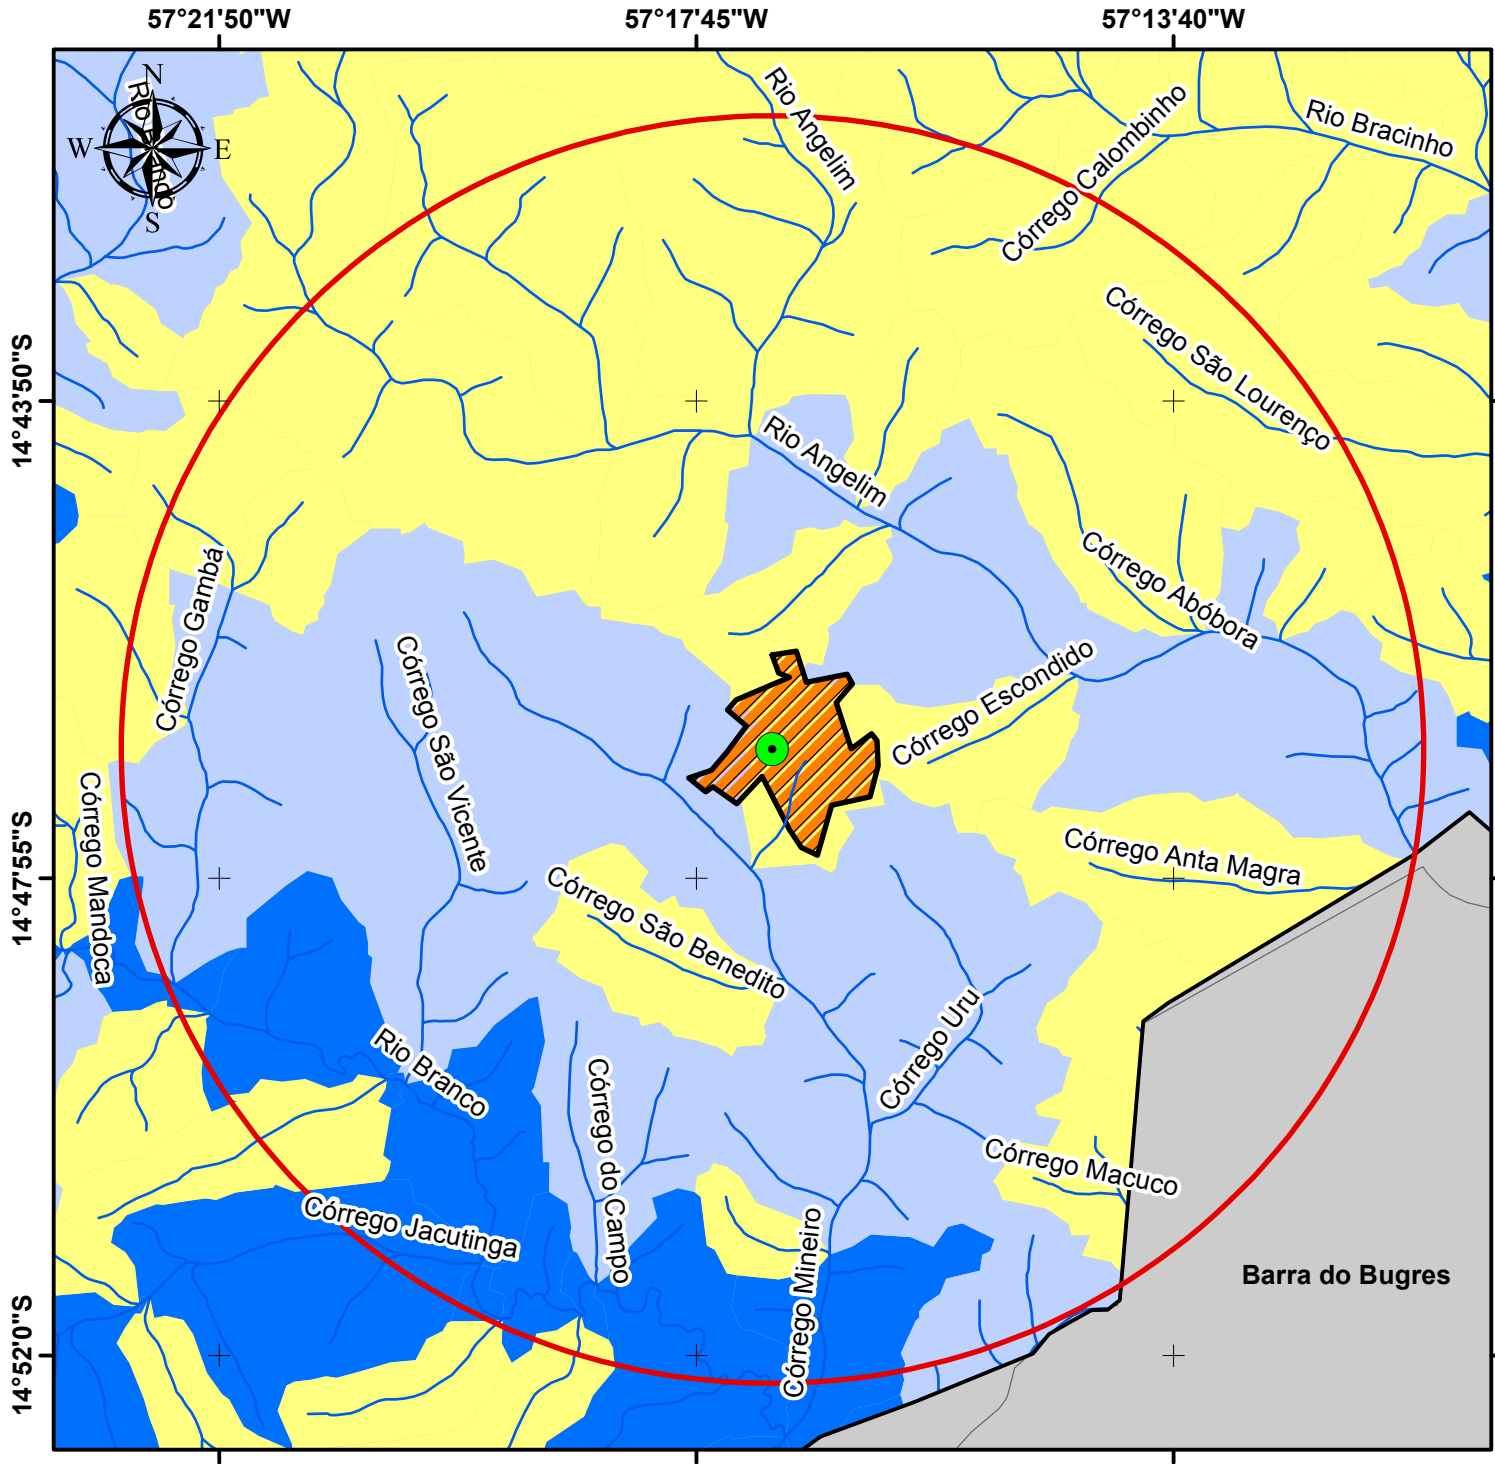 57°21'50"W
57°17'45"W
57°13'40"W
N
W
E
S
Rio Angelim
Córrego Calombinho
Rio Bracinho
14°43'50"S
Córrego São Lourenço
Rio Angelim
Córrego Abóbora
Córrego Gambá
Córrego São Vicente
Córrego Escondido
Córrego Mandoca
14°47'55"S
Córrego Anta Magra
Córrego São Benedito
Córrego Uru
Rio Branco
Córrego do Campo
Córrego Macuco
Córrego Jacutinga
Córrego Mineiro
Barra do Bugres
14°52'0"S